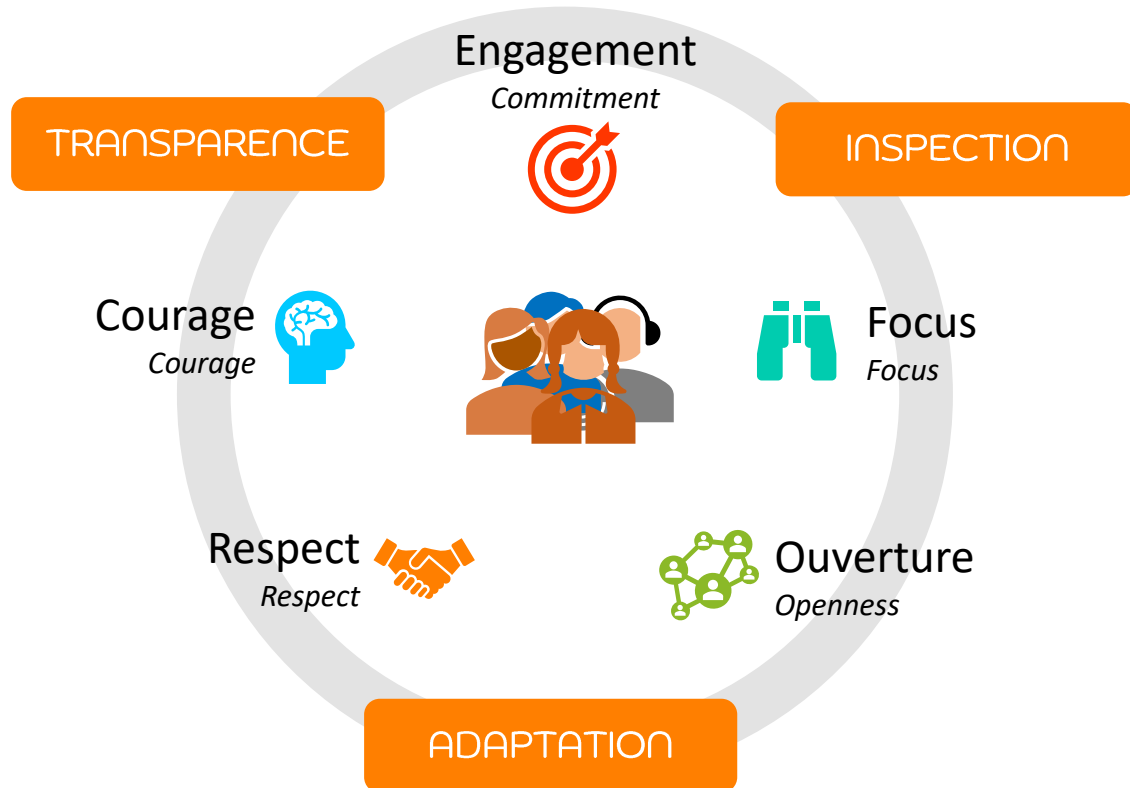 Engagement
Commitment
TRANSPARENCE
INSPECTION
Courage
Courage
Focus
Focus
Respect
Respect
Ouverture
Openness
ADAPTATION